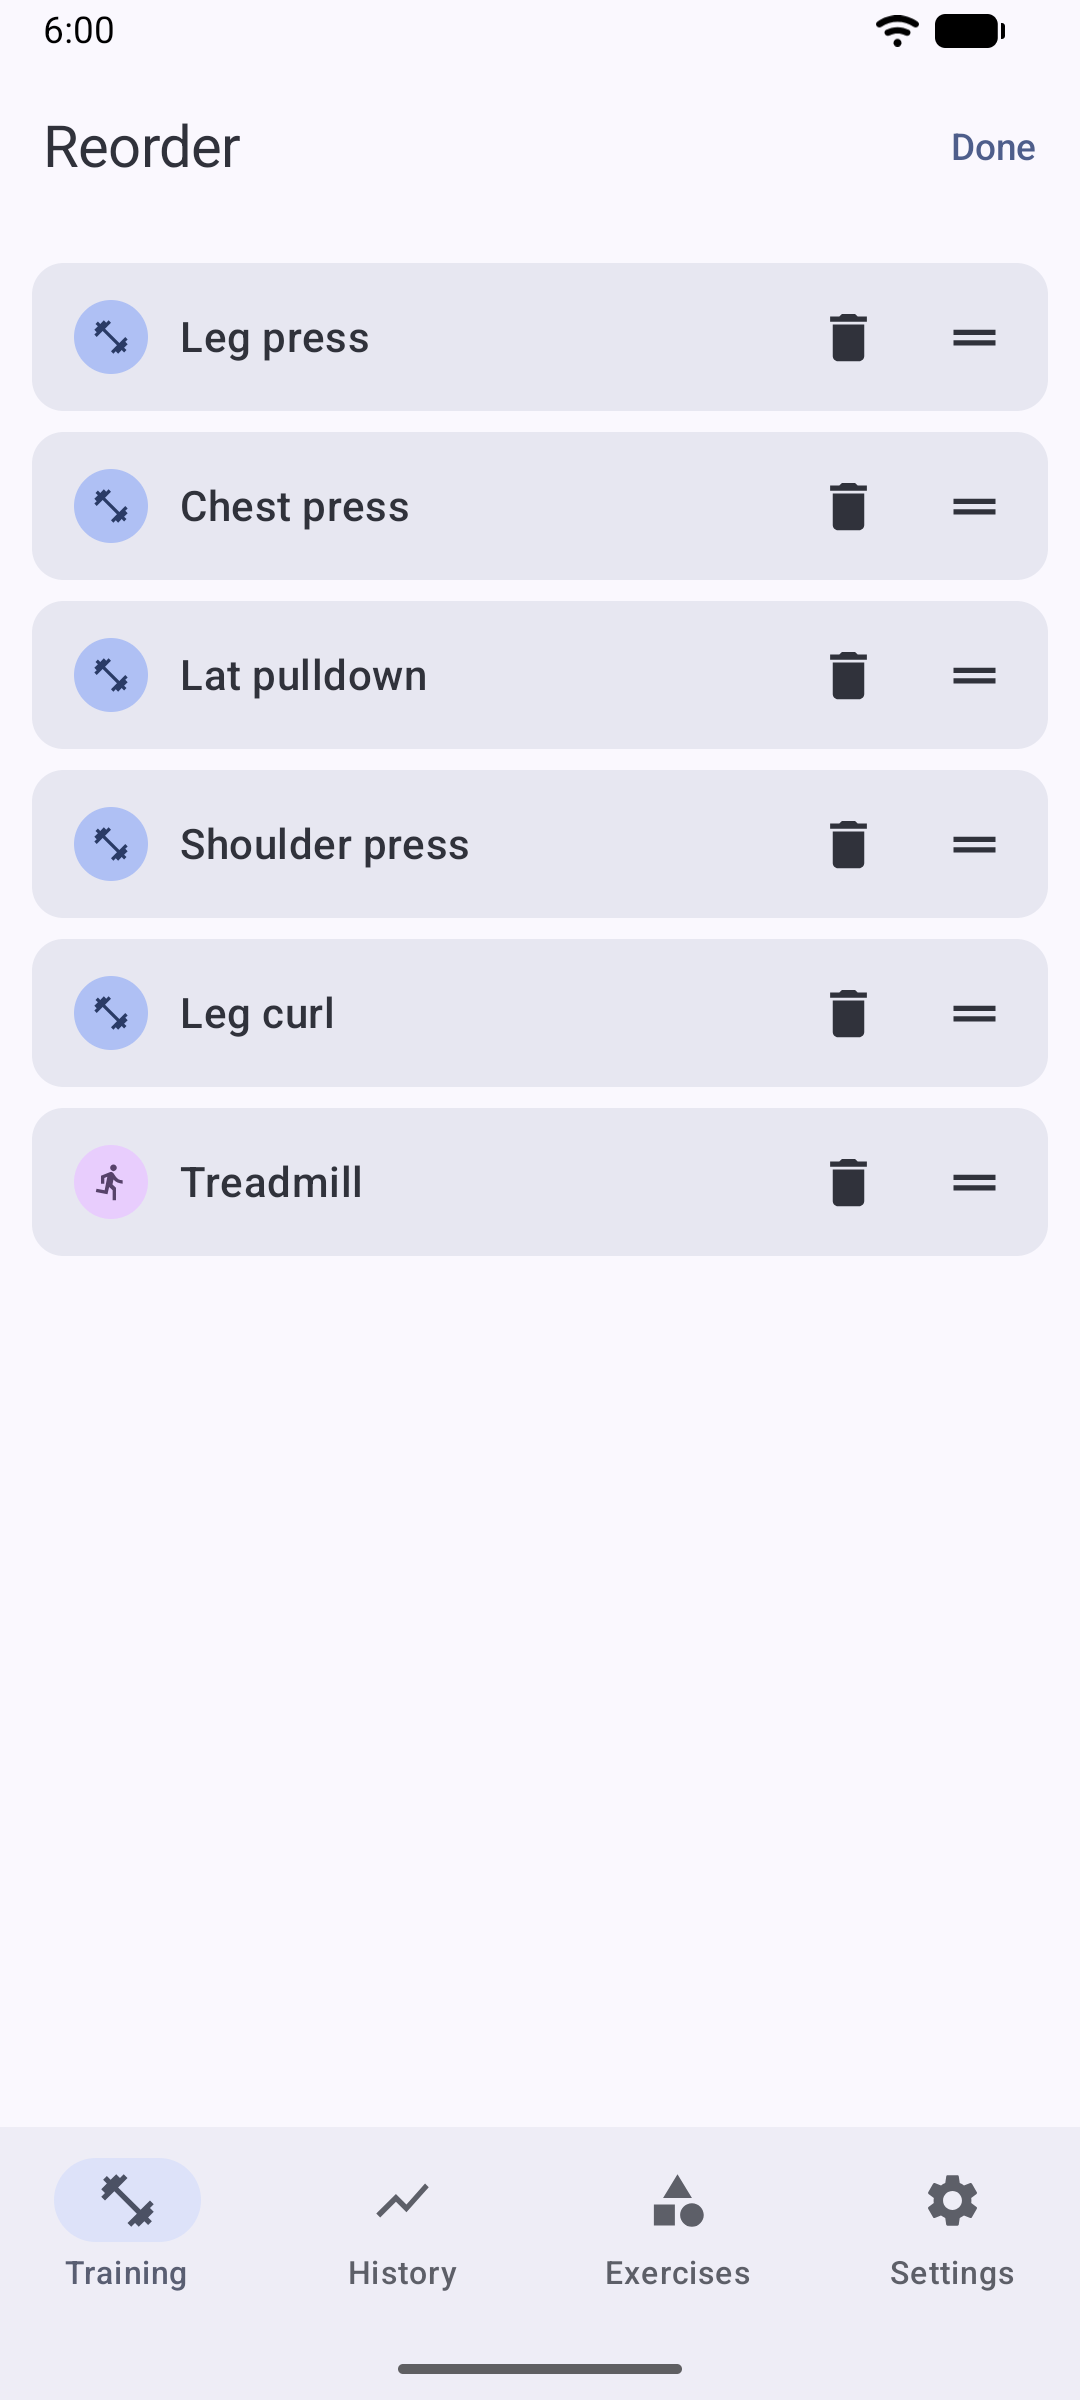 6:00
Reorder
Done
Leg press
Chest press
Lat pulldown
Shoulder press
Leg curl
Treadmill
Training
History
Exercises
Settings